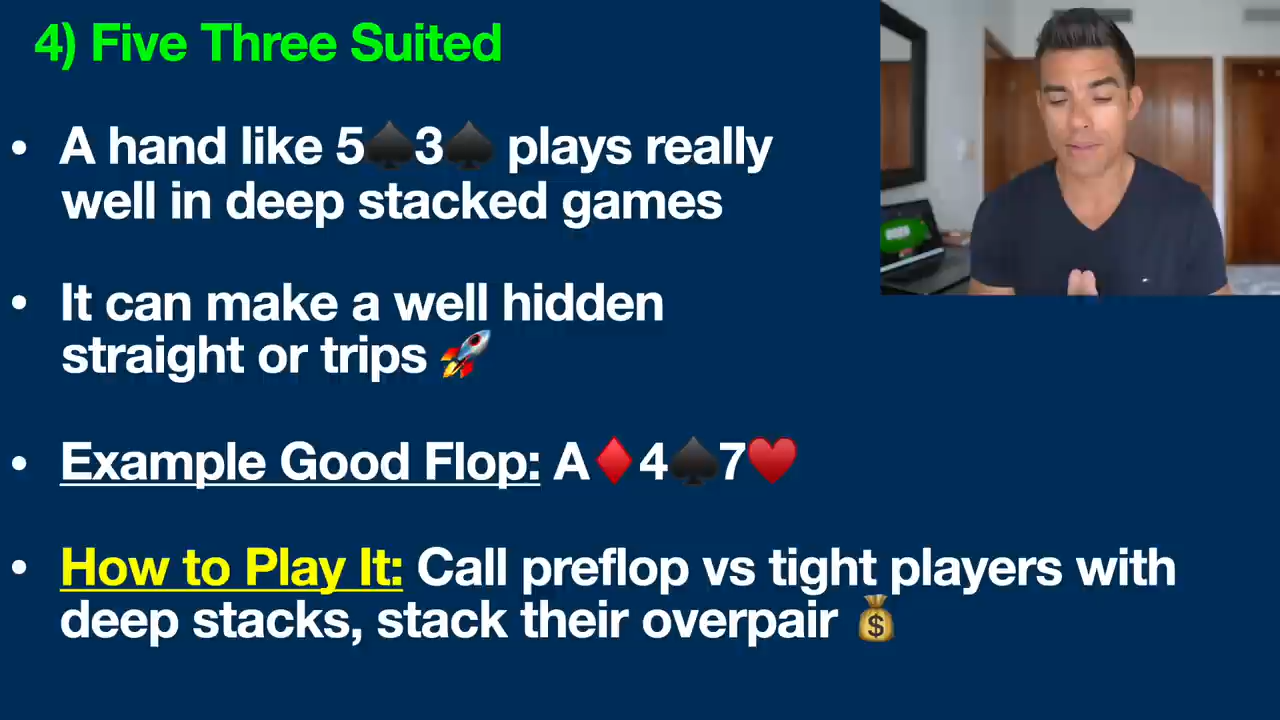 4) Five Three Suited
• A hand like 5♠3♠ plays really
well in deep stacked games
• It can make a well hidden
straight or trips 🚀
• Example Good Flop: A♦4♠7♥
• How to Play It: Call preflop vs tight players with
deep stacks, stack their overpair 💰